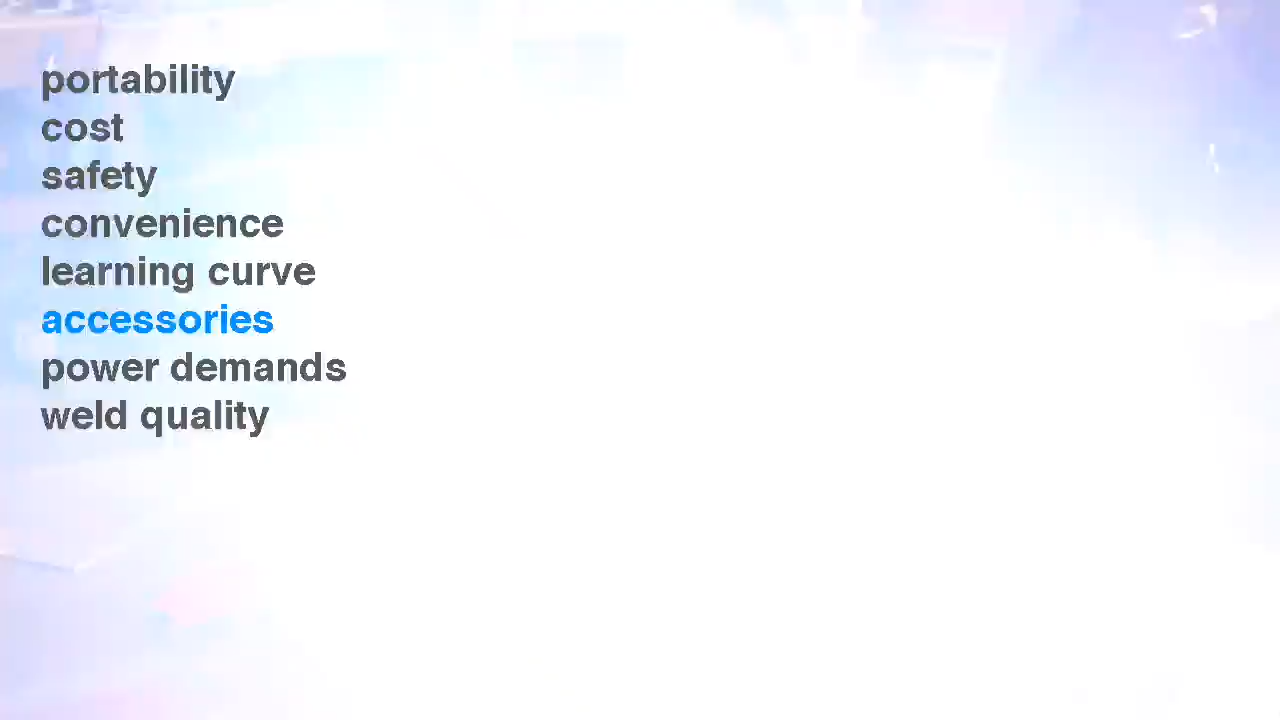 portability
cost
safety
convenience
learning curve
accessories
power demands
weld quality